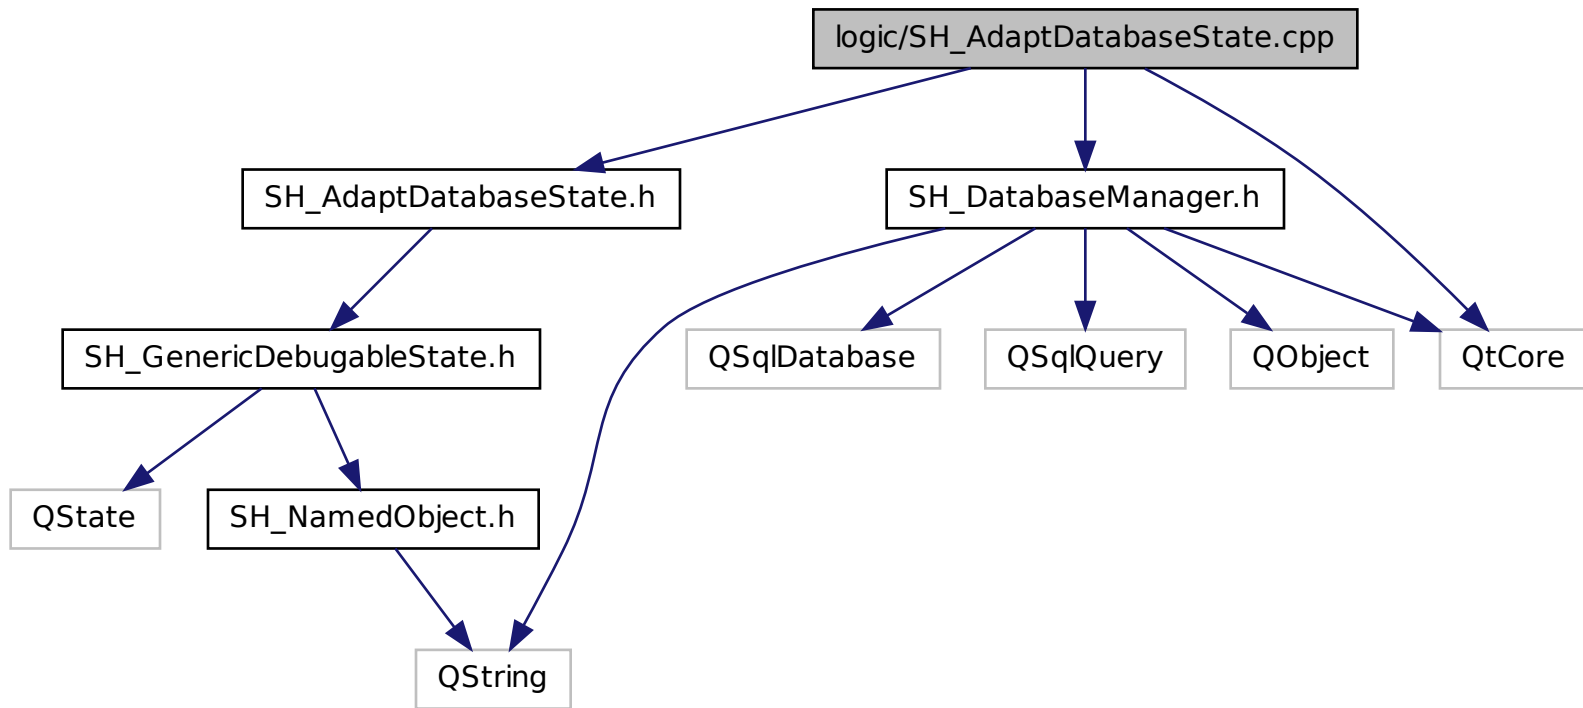 logic/SH_AdaptDatabaseState.cpp
SH_AdaptDatabaseState.h
SH_DatabaseManager.h
SH_GenericDebugableState.h
QSqlDatabase
QSqlQuery
QObject
QtCore
QState
SH_NamedObject.h
QString